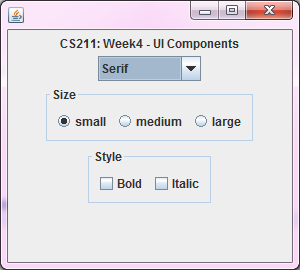 CS211: Week4 - UI Components
Serif
Size
small medium large
Style
Bold Italic